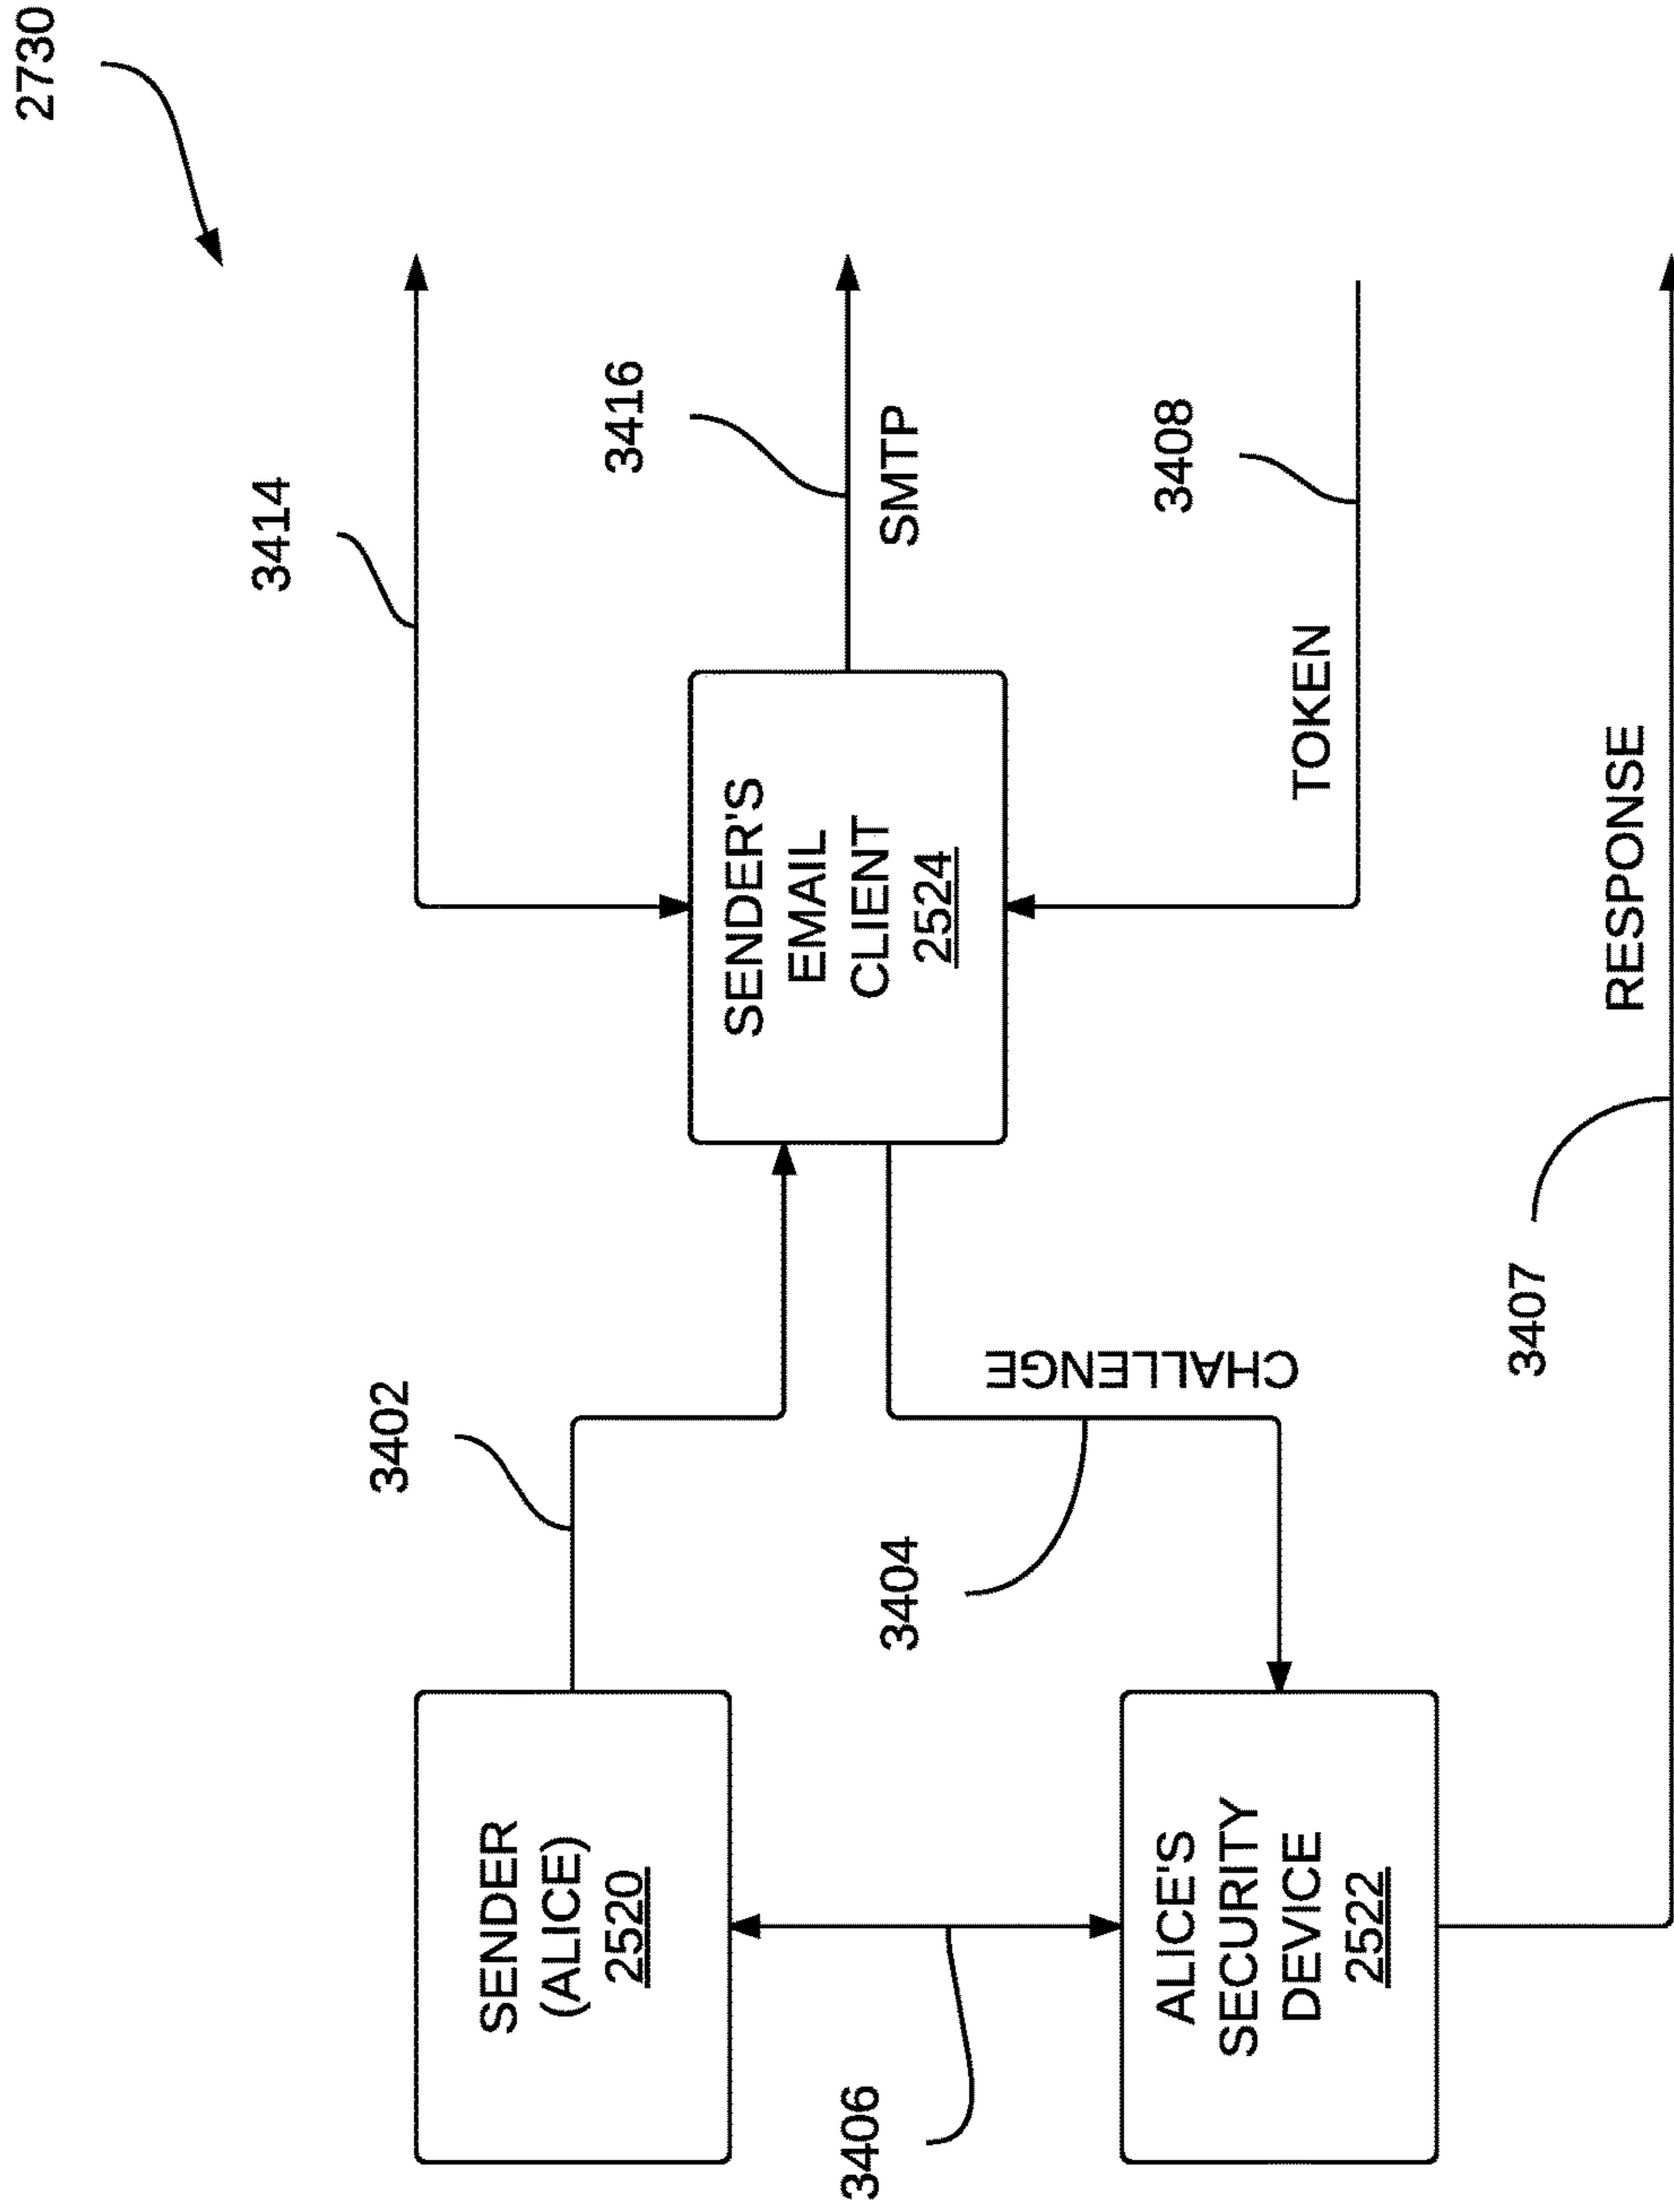 2730
3414
3416
SMTP
3408
TOKEN
RESPONSE
3407
SENDER'S
EMAIL
CLIENT
2524
3402
CHALLENGE
3404
SENDER
(ALICE)
2520
3406
ALICE'S
SECURITY
DEVICE
2522